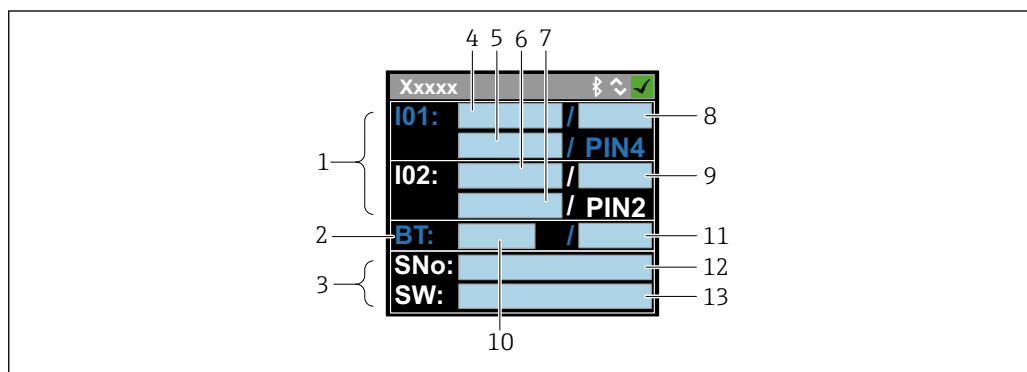 4 5 6 7
Xxxxx
I01: / 8
1 / PIN4
I02: / 9
/ PIN2
2 BT: / 11
3 SNo: 12
SW: 13
10